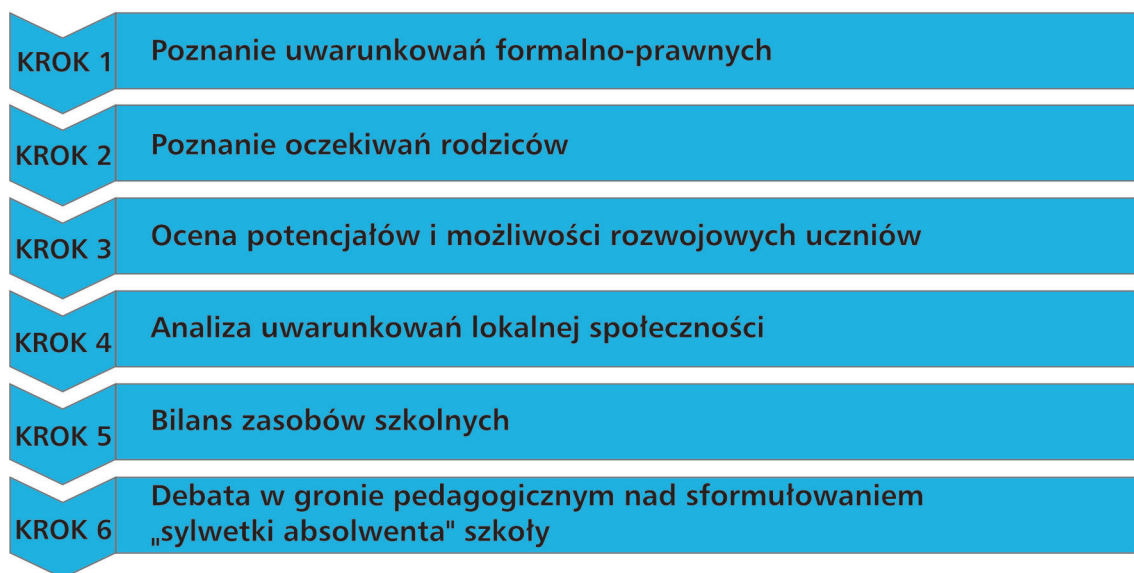 KROK 1 Poznanie uwarunkowań formalno-prawnych
KROK 2 Poznanie oczekiwań rodziców
KROK 3 Ocena potencjałów i możliwości rozwojowych uczniów
KROK 4 Analiza uwarunkowań lokalnej społeczności
KROK 5 Bilans zasobów szkolnych
KROK 6 Debata w gronie pedagogicznym nad sformułowaniem
„sylwetki absolwenta" szkoły